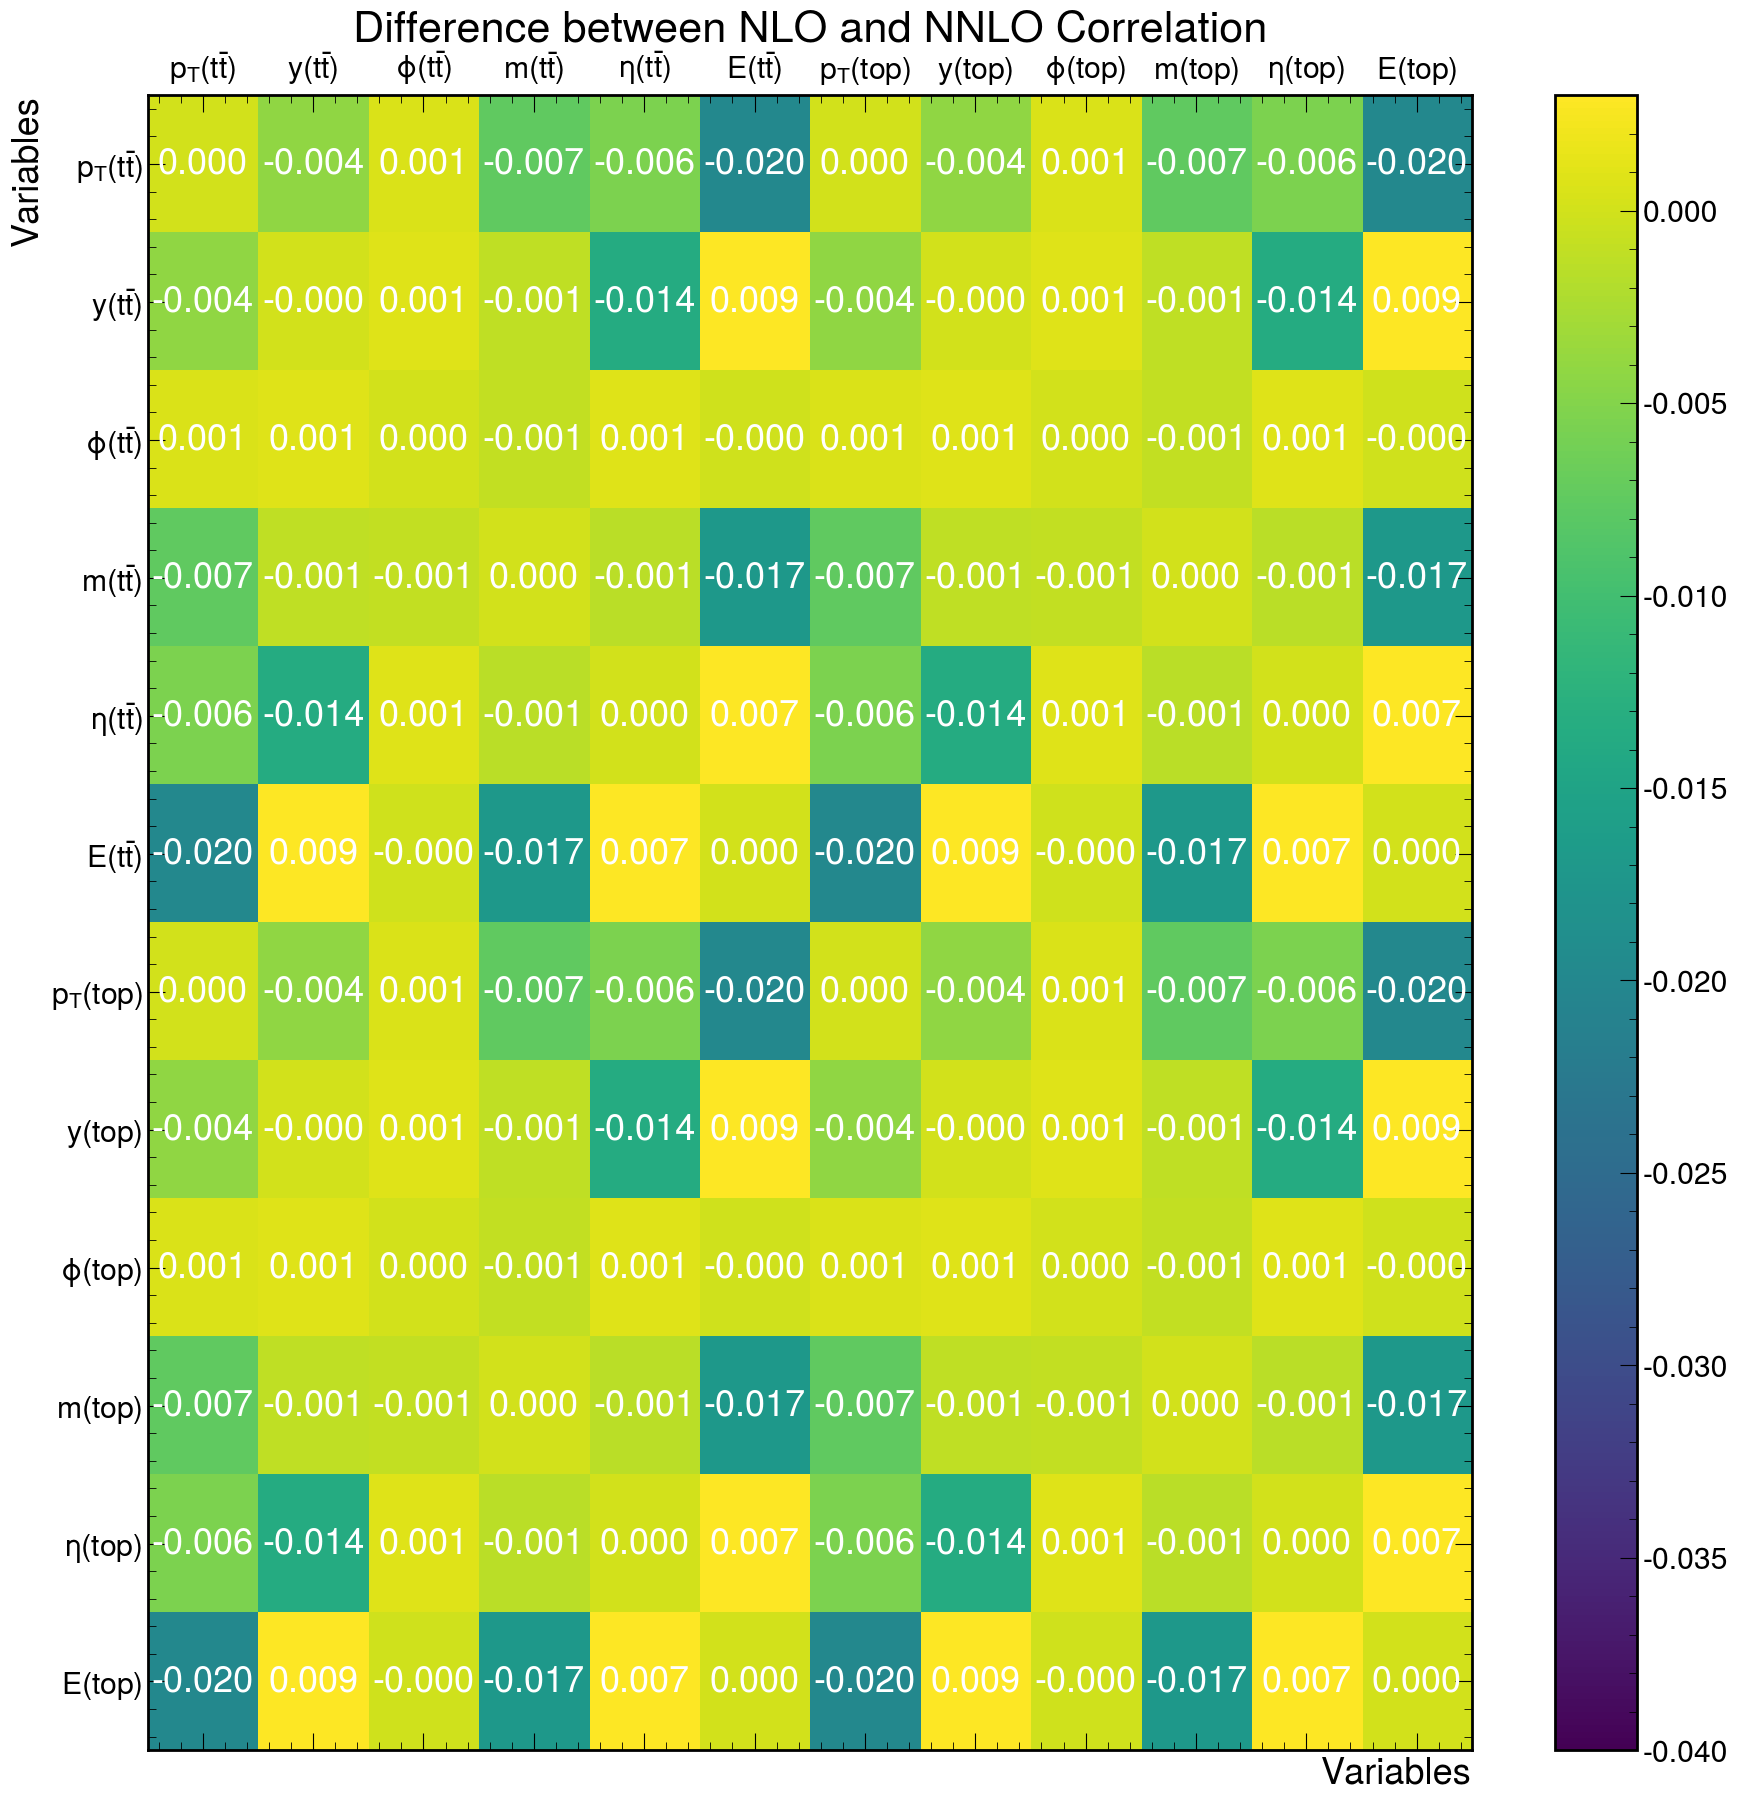 Difference between NLO and NNLO Correlation
p_T(tt̄) y(tt̄) ϕ(tt̄) m(tt̄) η(tt̄) E(tt̄) p_T(top) y(top) ϕ(top) m(top) η(top) E(top)
Variables
p_T(tt̄) 0.000 -0.004 0.001 -0.007 -0.006 -0.020 0.000 -0.004 0.001 -0.007 -0.006 -0.020
y(tt̄) -0.004 -0.000 0.001 -0.001 -0.014 0.009 -0.004 -0.000 0.001 -0.001 -0.014 0.009
ϕ(tt̄) 0.001 0.001 0.000 -0.001 0.001 -0.000 0.001 0.001 0.000 -0.001 0.001 -0.000
m(tt̄) -0.007 -0.001 -0.001 0.000 -0.001 -0.017 -0.007 -0.001 -0.001 0.000 -0.001 -0.017
η(tt̄) -0.006 -0.014 0.001 -0.001 0.000 0.007 -0.006 -0.014 0.001 -0.001 0.000 0.007
E(tt̄) -0.020 0.009 -0.000 -0.017 0.007 0.000 -0.020 0.009 -0.000 -0.017 0.007 0.000
p_T(top) 0.000 -0.004 0.001 -0.007 -0.006 -0.020 0.000 -0.004 0.001 -0.007 -0.006 -0.020
y(top) -0.004 -0.000 0.001 -0.001 -0.014 0.009 -0.004 -0.000 0.001 -0.001 -0.014 0.009
ϕ(top) 0.001 0.001 0.000 -0.001 0.001 -0.000 0.001 0.001 0.000 -0.001 0.001 -0.000
m(top) -0.007 -0.001 -0.001 0.000 -0.001 -0.017 -0.007 -0.001 -0.001 0.000 -0.001 -0.017
η(top) -0.006 -0.014 0.001 -0.001 0.000 0.007 -0.006 -0.014 0.001 -0.001 0.000 0.007
E(top) -0.020 0.009 -0.000 -0.017 0.007 0.000 -0.020 0.009 -0.000 -0.017 0.007 0.000
Variables
0.000
-0.005
-0.010
-0.015
-0.020
-0.025
-0.030
-0.035
-0.040